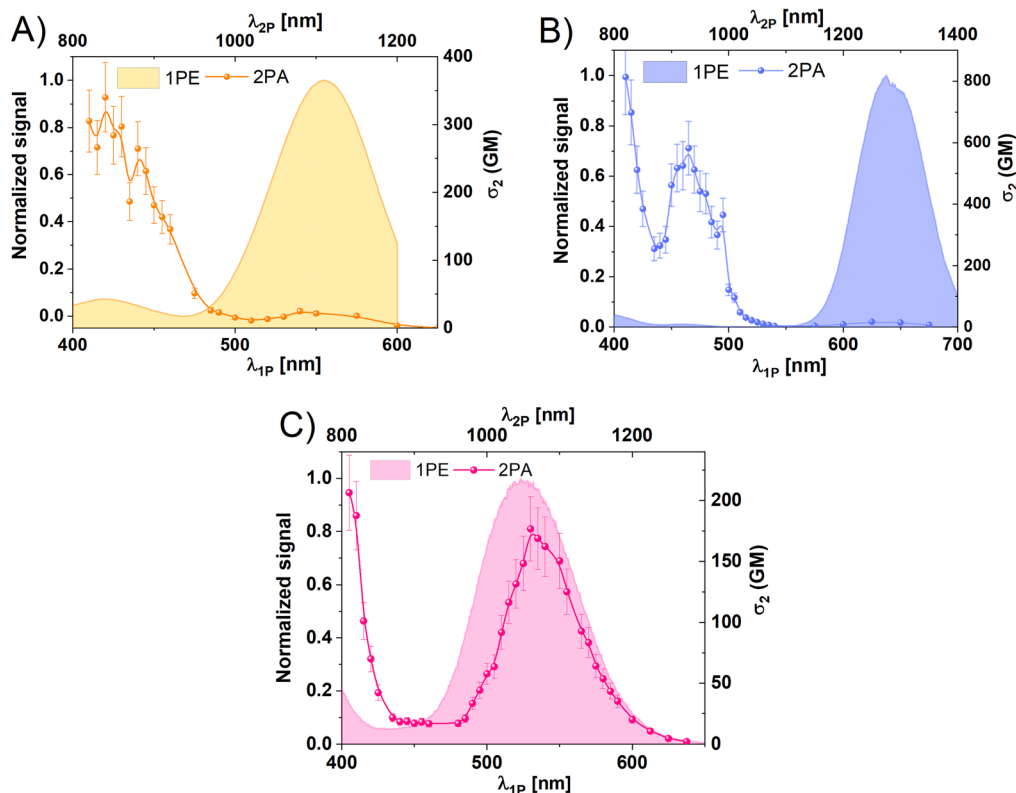 A)
λ2P [nm]
800 1000 1200
1PE 2PA
Normalized signal
1.0
0.8
0.6
0.4
0.2
0.0
400
300
200
100
0
σ2 (GM)
400 500 600
λ1P [nm]
B)
λ2P [nm]
800 1000 1200 1400
1PE 2PA
Normalized signal
1.0
0.8
0.6
0.4
0.2
0.0
800
600
400
200
0
σ2 (GM)
400 500 600 700
λ1P [nm]
C)
λ2P [nm]
800 1000 1200
1PE 2PA
Normalized signal
1.0
0.8
0.6
0.4
0.2
0.0
200
150
100
50
0
σ2 (GM)
400 500 600
λ1P [nm]